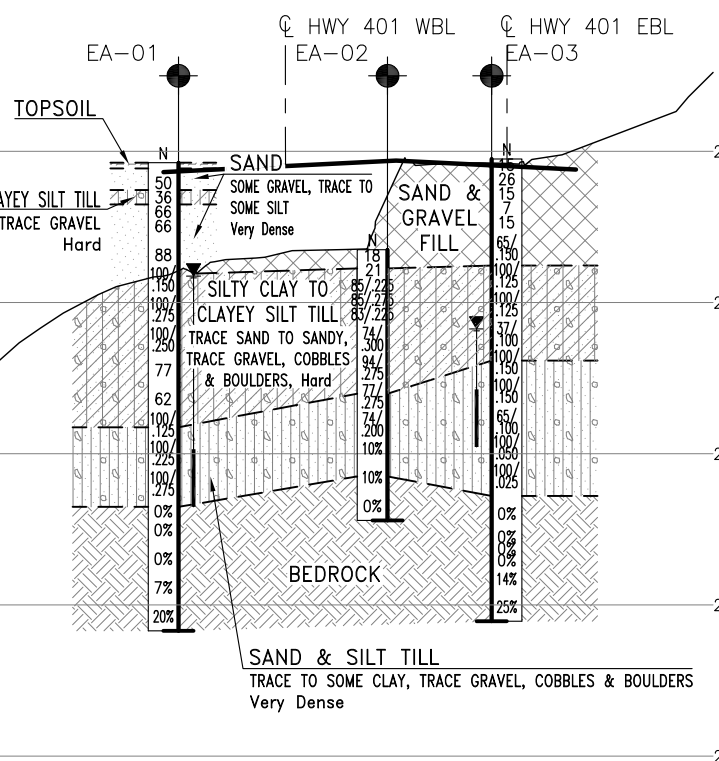 ℄ HWY 401 WBL
℄ HWY 401 EBL
EA-01
EA-02
EA-03
TOPSOIL
N
50
36
66
66
88
100/
.150
100/
.275
100/
.250
77
62
100/
.125
100/
.225
100/
.275
0%
0%
0%
7%
20%
SAND
SOME GRAVEL, TRACE TO
SOME SILT
Very Dense
AYEY SILT TILL
TRACE GRAVEL
Hard
SAND &
GRAVEL
FILL
SILTY CLAY TO
CLAYEY SILT TILL
TRACE SAND TO SANDY,
TRACE GRAVEL, COBBLES
& BOULDERS, Hard
N
18
21
85/.225
85/.275
83/.225
74/
.300
94/
.275
77/
.275
74/
.200
10%
10%
0%
N
26
15
7
15
65/
.150
100/
.125
100/
.125
37/
.100
100/
.150
100/
.150
65/
.100
100/
.050
100/
.025
0%
0%
0%
0%
14%
25%
BEDROCK
SAND & SILT TILL
TRACE TO SOME CLAY, TRACE GRAVEL, COBBLES & BOULDERS
Very Dense
2
2
2
2
2